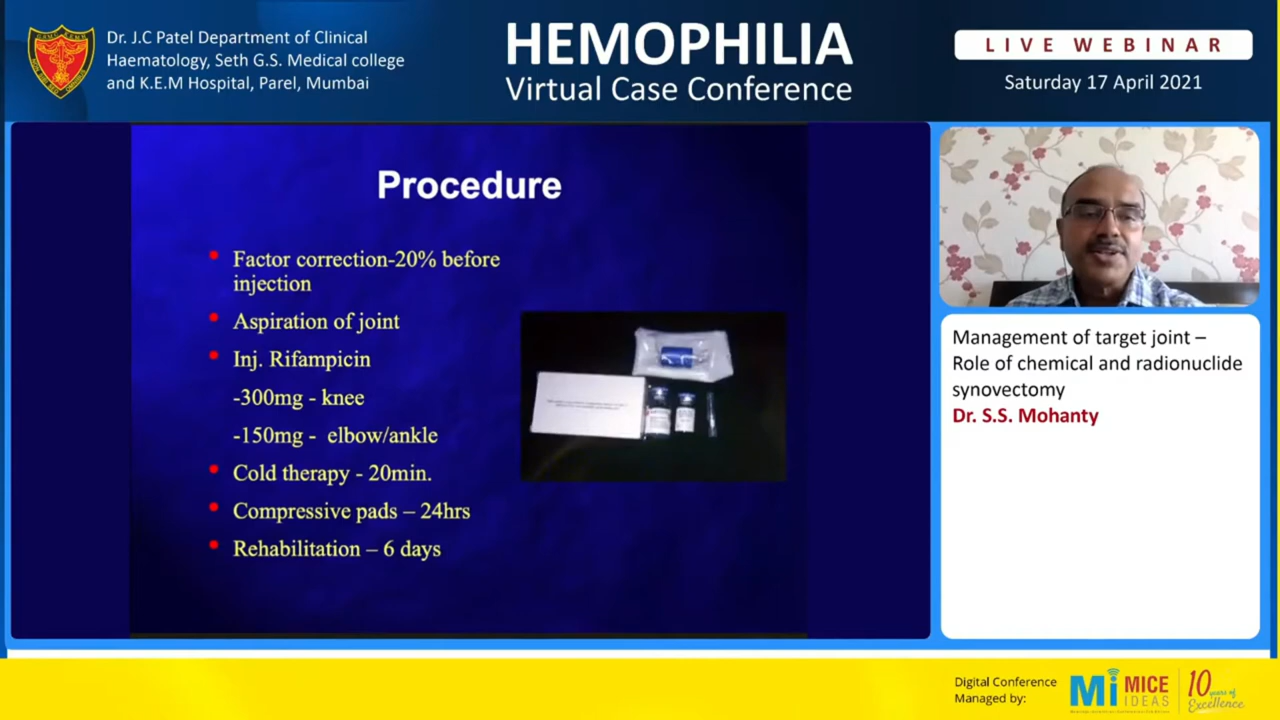 Dr. J.C Patel Department of Clinical
Haematology, Seth G.S. Medical college
and K.E.M Hospital, Parel, Mumbai
HEMOPHILIA
Virtual Case Conference
LIVE WEBINAR
Saturday 17 April 2021
Procedure
Factor correction-20% before
injection
Aspiration of joint
Inj. Rifampicin
-300mg - knee
-150mg - elbow/ankle
Cold therapy - 20min.
Compressive pads – 24hrs
Rehabilitation – 6 days
Management of target joint –
Role of chemical and radionuclide
synovectomy
Dr. S.S. Mohanty
Digital Conference
Managed by:
Mi MICE
IDEAS
10 years of
Excellence